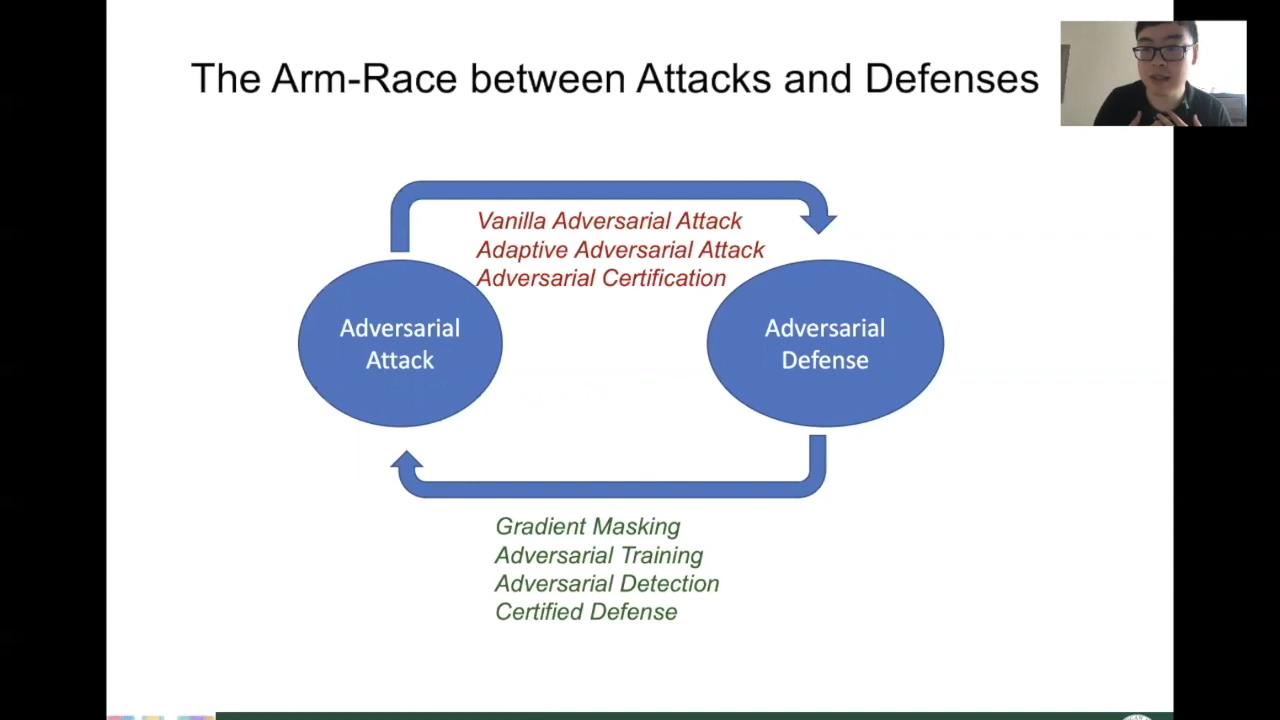 The Arm-Race between Attacks and Defenses
Vanilla Adversarial Attack
Adaptive Adversarial Attack
Adversarial Certification
Adversarial
Attack
Adversarial
Defense
Gradient Masking
Adversarial Training
Adversarial Detection
Certified Defense